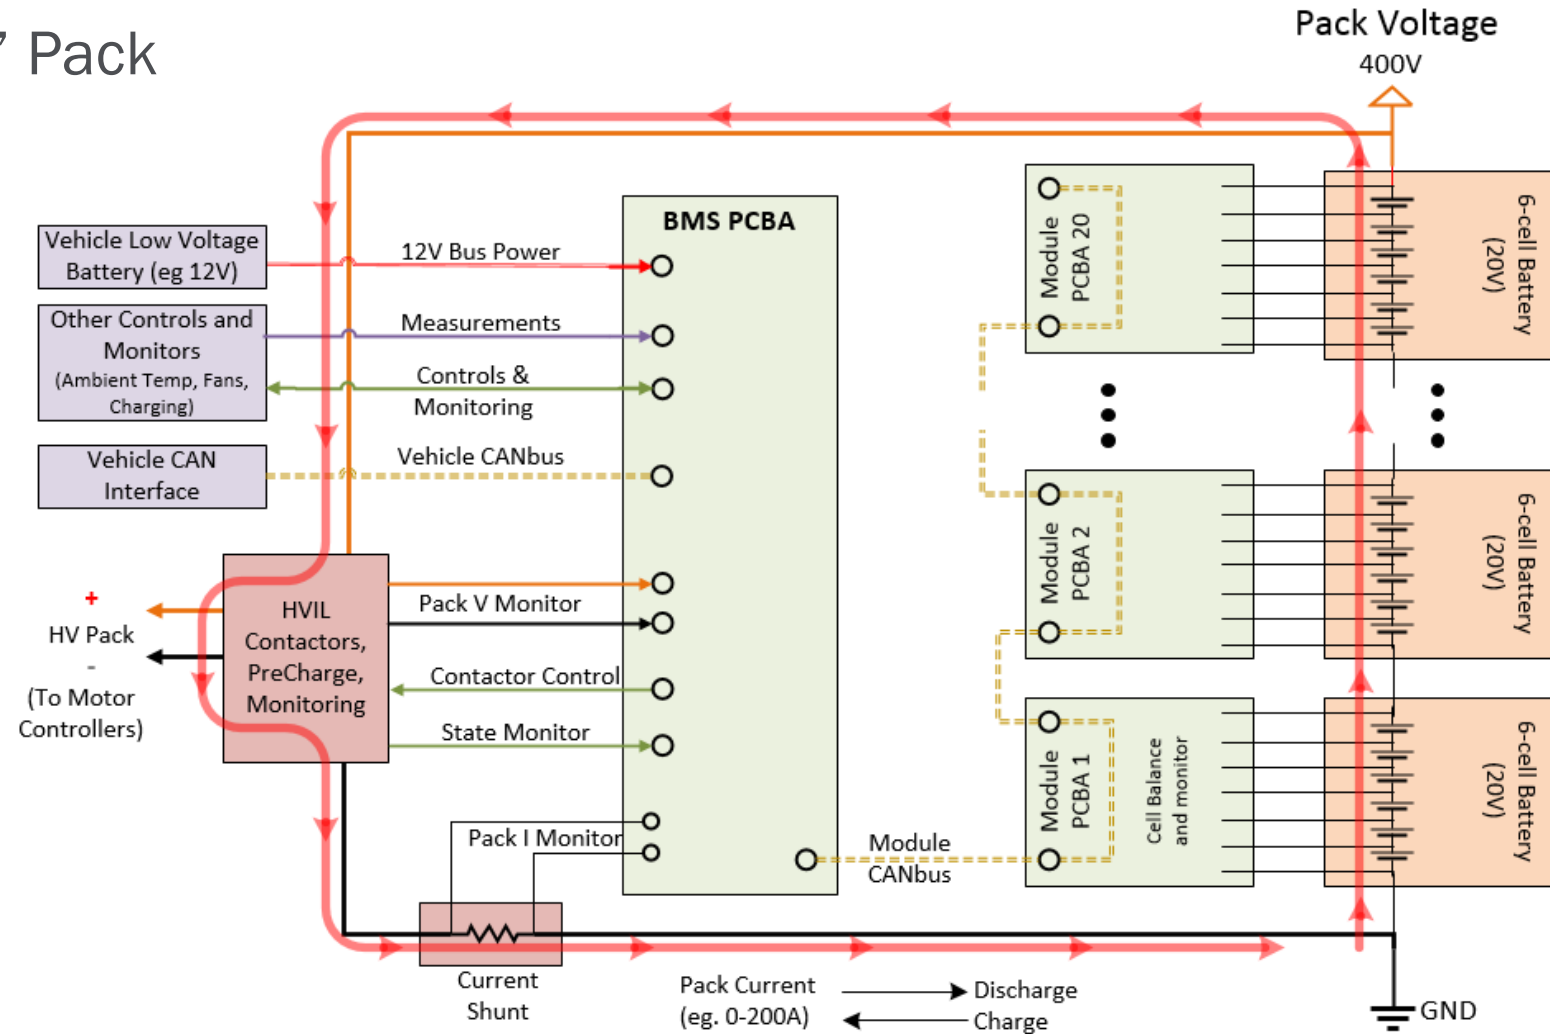 Pack
Pack Voltage
400V
Vehicle Low Voltage
Battery (eg 12V)
12V Bus Power
BMS PCBA
Other Controls and
Monitors
(Ambient Temp, Fans,
Charging)
Measurements
Controls &
Monitoring
Vehicle CAN
Interface
Vehicle CANbus
+
HV Pack
-
(To Motor
Controllers)
HVIL
Contactors,
PreCharge,
Monitoring
Pack V Monitor
Contactor Control
State Monitor
Pack I Monitor
Current
Shunt
Module
CANbus
Module
PCBA 20
6-cell Battery
(20V)
Module
PCBA 2
6-cell Battery
(20V)
Module
PCBA 1
Cell Balance
and monitor
6-cell Battery
(20V)
Pack Current
(eg. 0-200A)
Discharge
Charge
GND